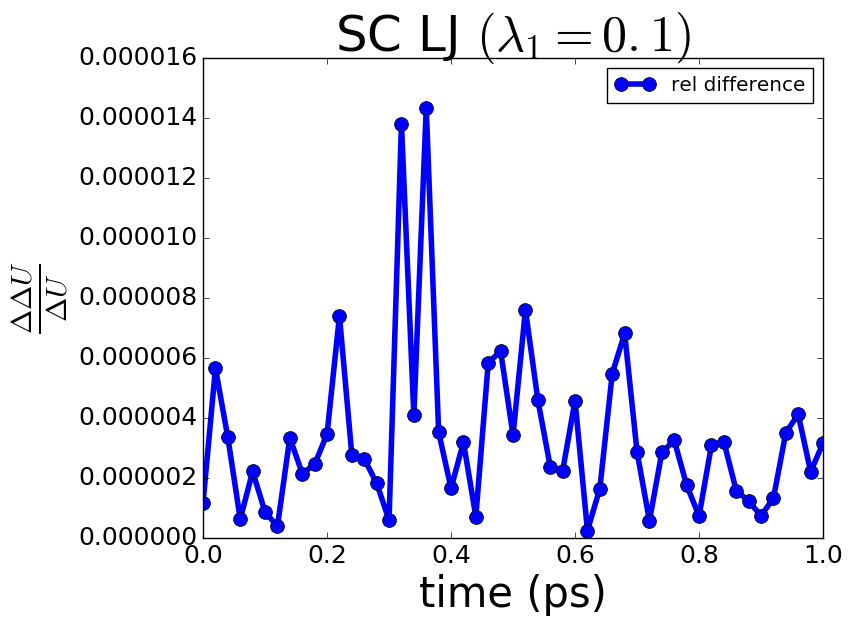 SC LJ (λ₁ = 0.1)
0.000016
0.000014
0.000012
0.000010
0.000008
0.000006
0.000004
0.000002
0.000000
ΔΔU
ΔU
rel difference
0.0 0.2 0.4 0.6 0.8 1.0
time (ps)